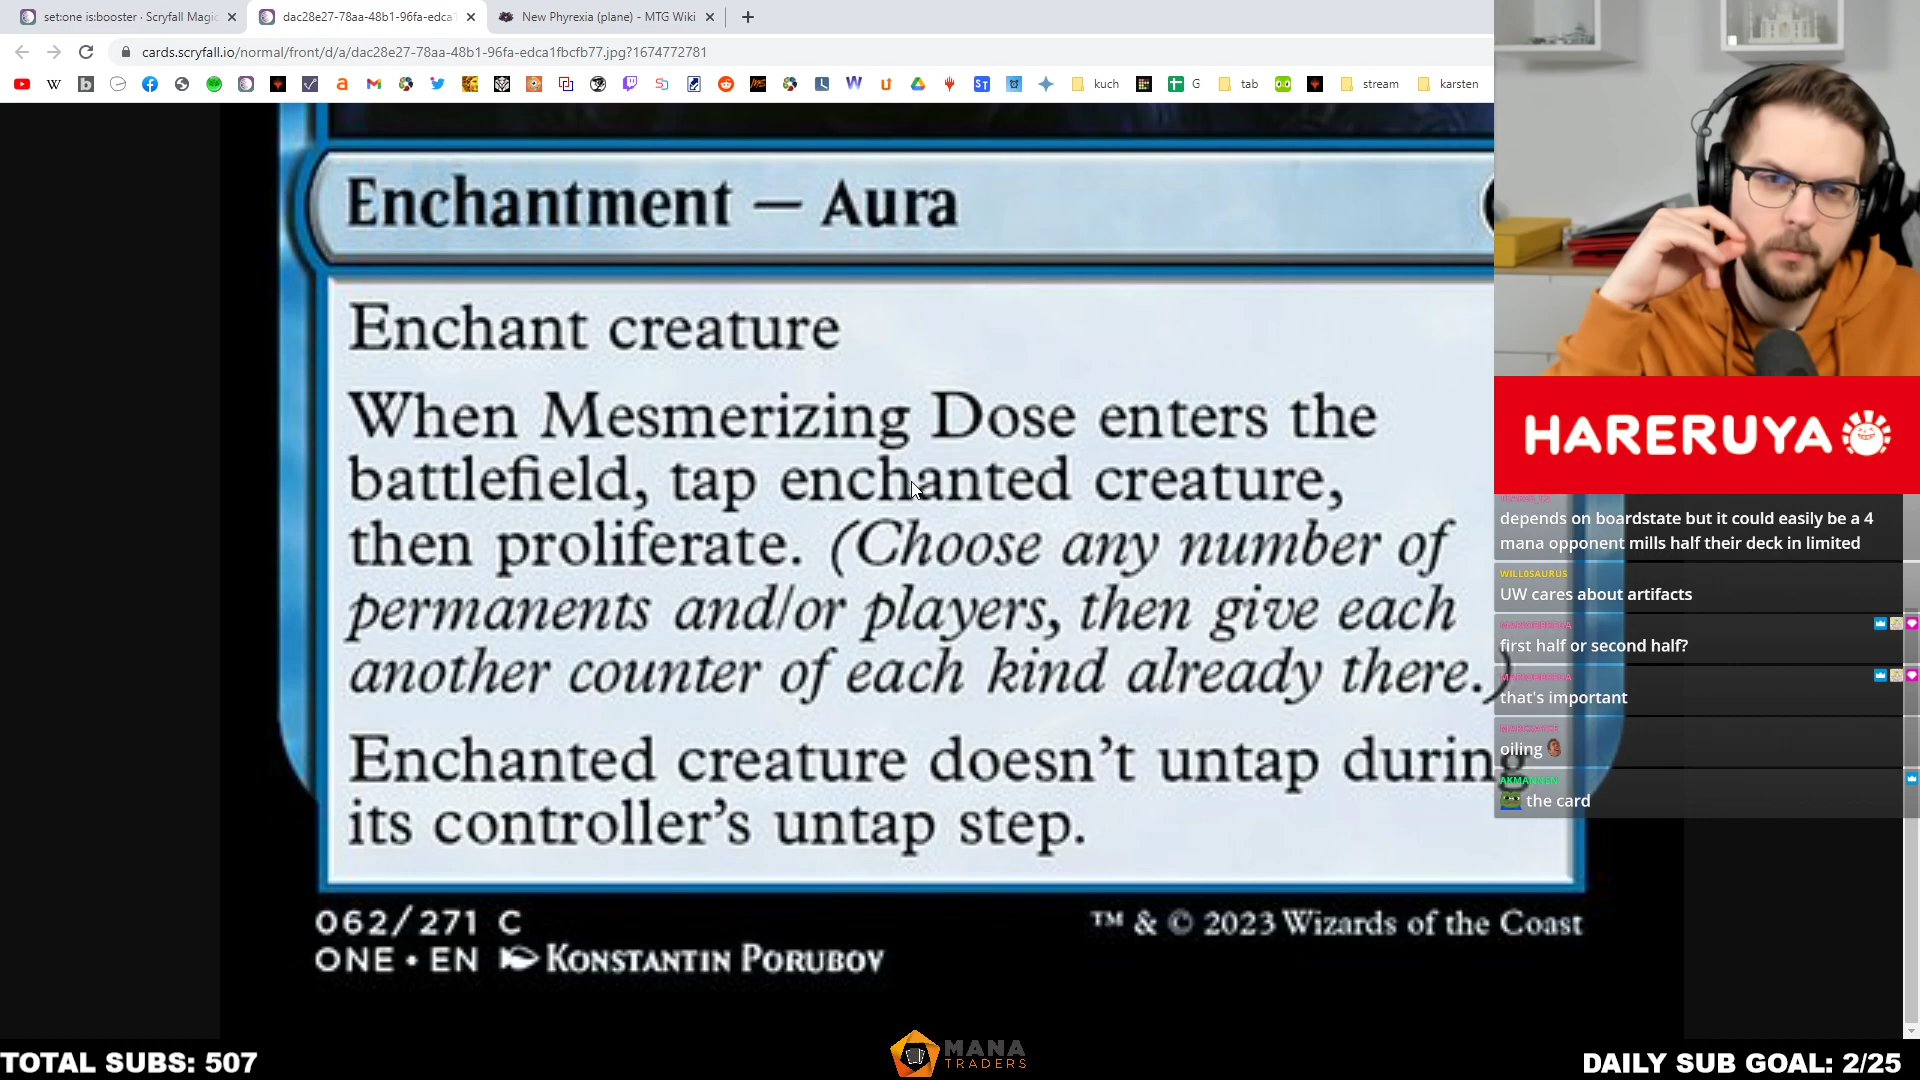 set:one is:booster · Scryfall Magic
dac28e27-78aa-48b1-96fa-edca1
New Phyrexia (plane) - MTG Wiki
cards.scryfall.io/normal/front/d/a/dac28e27-78aa-48b1-96fa-edca1fbcfb77.jpg?1674772781
kuch
G
tab
stream
karsten
Enchantment — Aura
Enchant creature
When Mesmerizing Dose enters the
battlefield, tap enchanted creature,
then proliferate. (Choose any number of
permanents and/or players, then give each
another counter of each kind already there.)
Enchanted creature doesn't untap during
its controller's untap step.
062/271 C
ONE • EN KONSTANTIN PORUBOV
™ & © 2023 Wizards of the Coast
HARERUYA
depends on boardstate but it could easily be a 4
mana opponent mills half their deck in limited
WILL0SAURUS
UW cares about artifacts
first half or second half?
that's important
oiling
the card
MANA
TRADERS
TOTAL SUBS: 507
DAILY SUB GOAL: 2/25